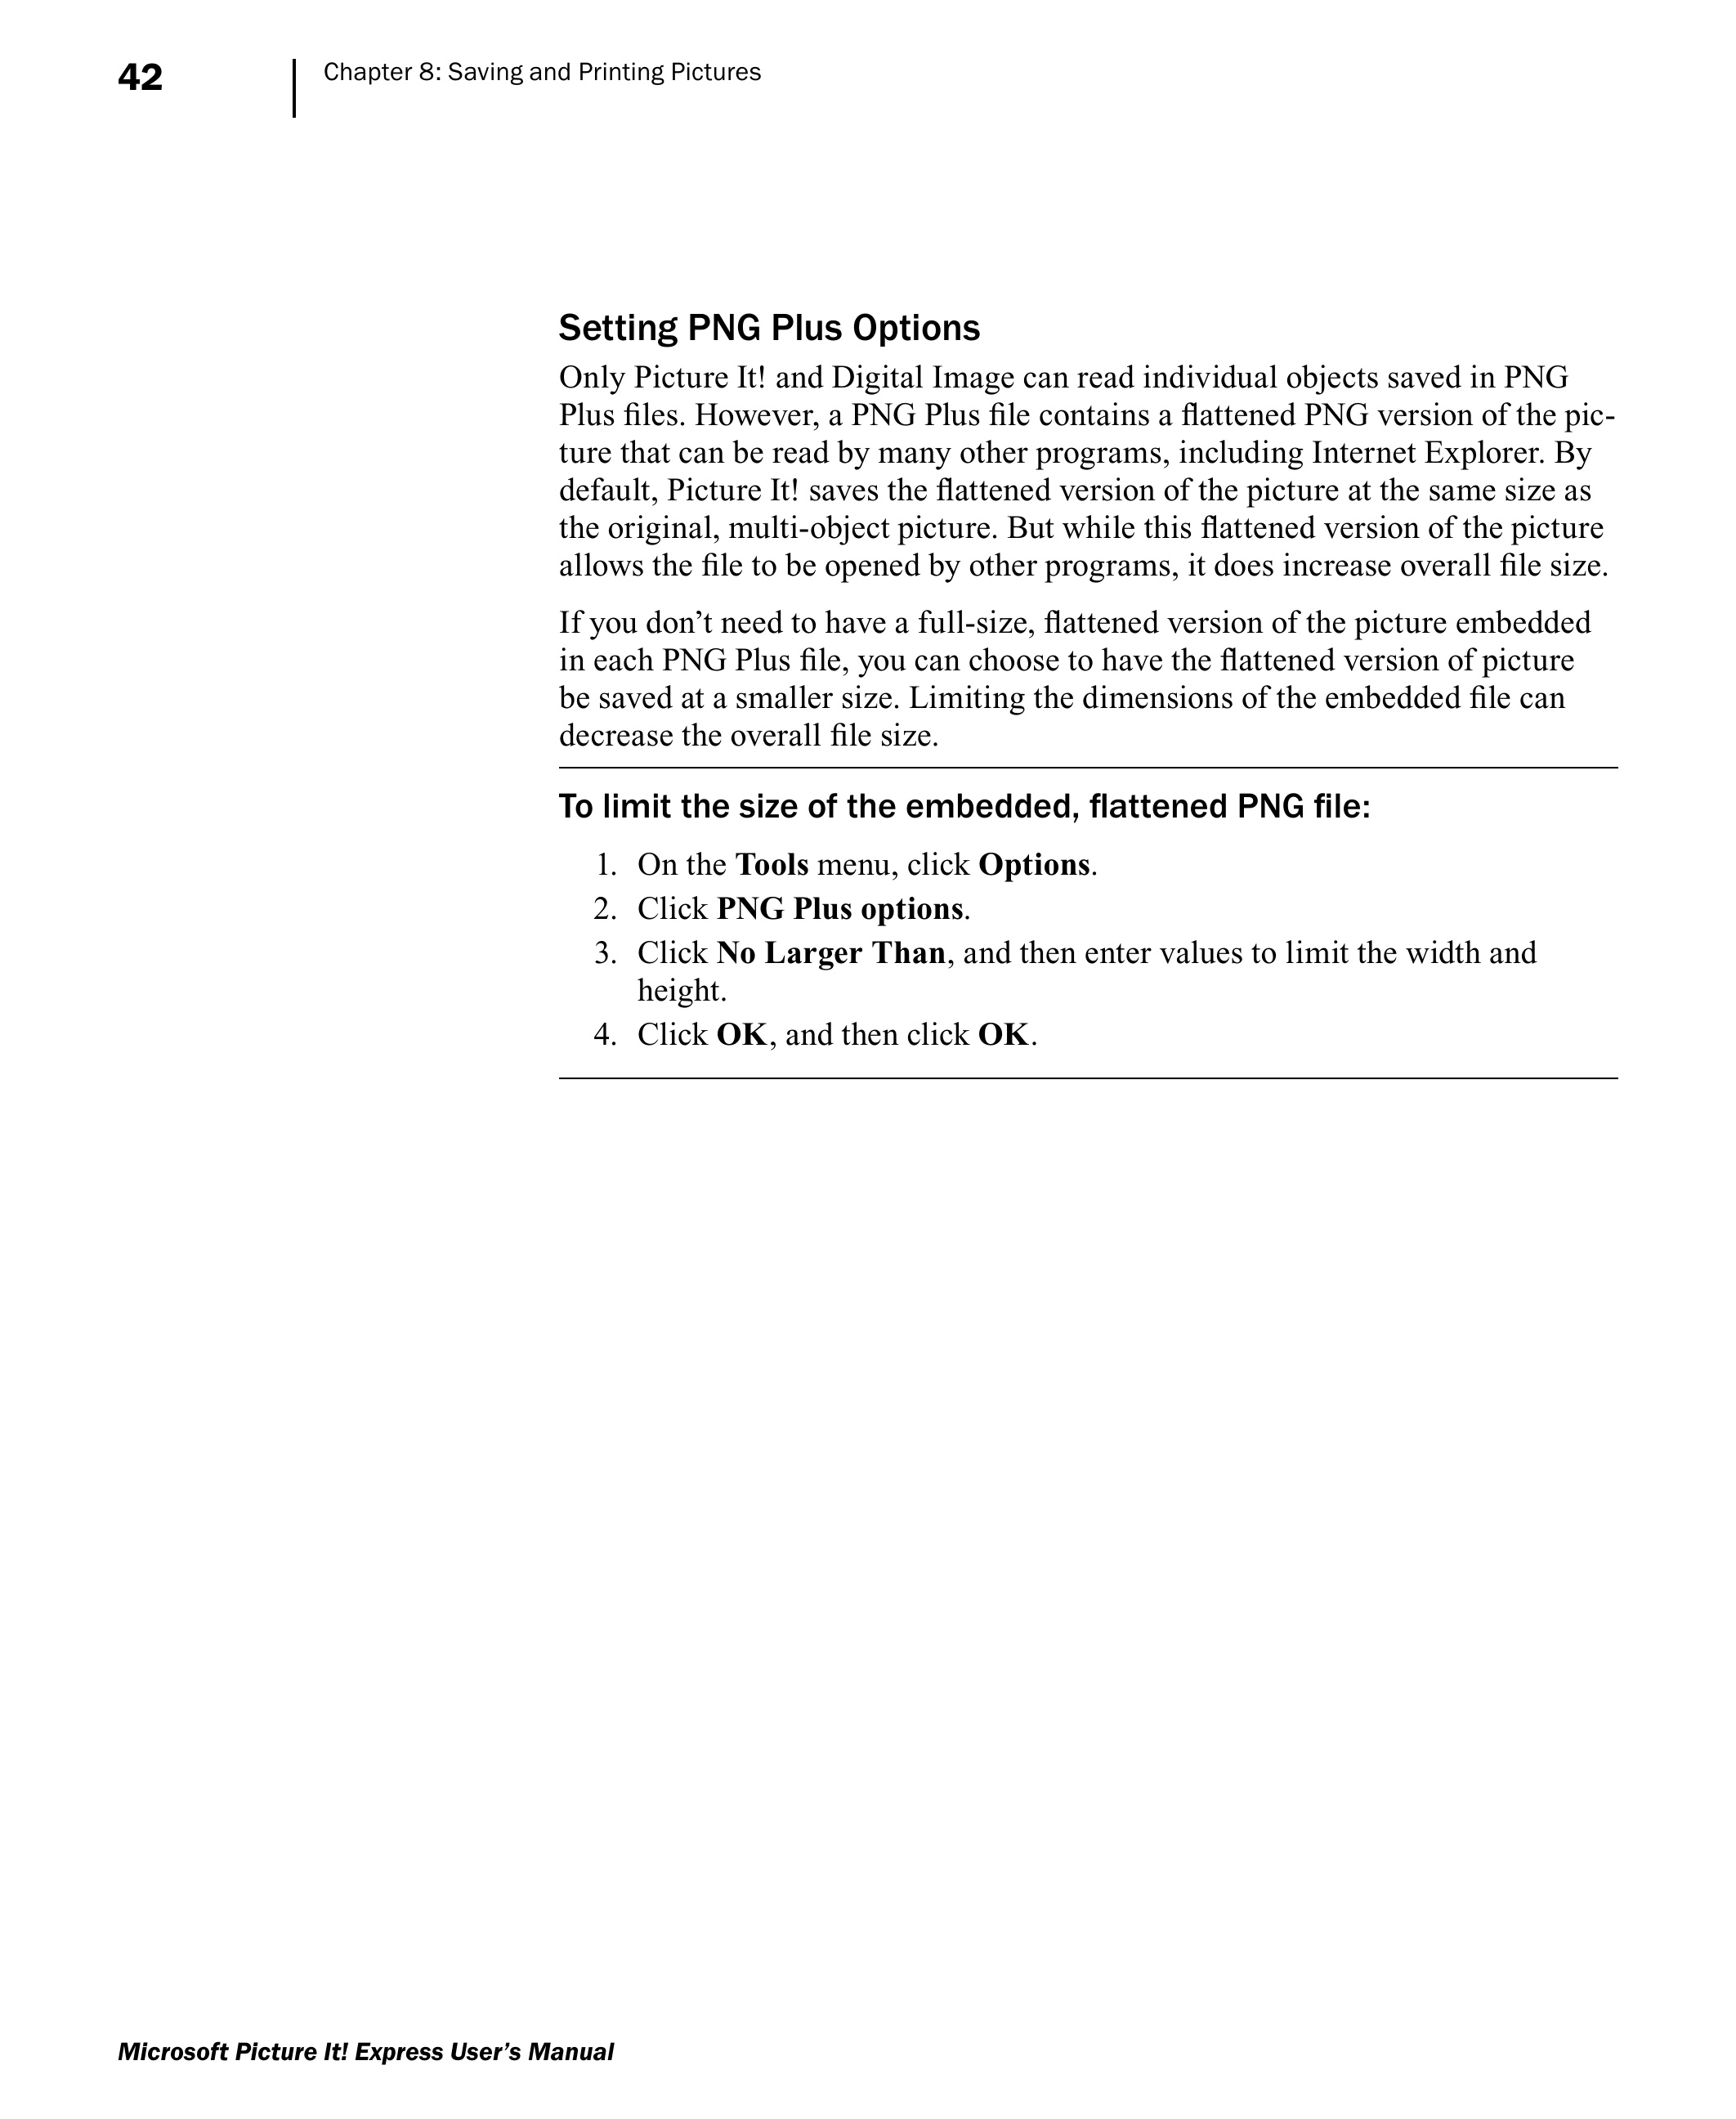 42
Chapter 8: Saving and Printing Pictures
Setting PNG Plus Options
Only Picture It! and Digital Image can read individual objects saved in PNG
Plus files. However, a PNG Plus file contains a flattened PNG version of the pic-
ture that can be read by many other programs, including Internet Explorer. By
default, Picture It! saves the flattened version of the picture at the same size as
the original, multi-object picture. But while this flattened version of the picture
allows the file to be opened by other programs, it does increase overall file size.
If you don’t need to have a full-size, flattened version of the picture embedded
in each PNG Plus file, you can choose to have the flattened version of picture
be saved at a smaller size. Limiting the dimensions of the embedded file can
decrease the overall file size.
To limit the size of the embedded, flattened PNG file:
1. On the Tools menu, click Options.
2. Click PNG Plus options.
3. Click No Larger Than, and then enter values to limit the width and
height.
4. Click OK, and then click OK.
Microsoft Picture It! Express User’s Manual